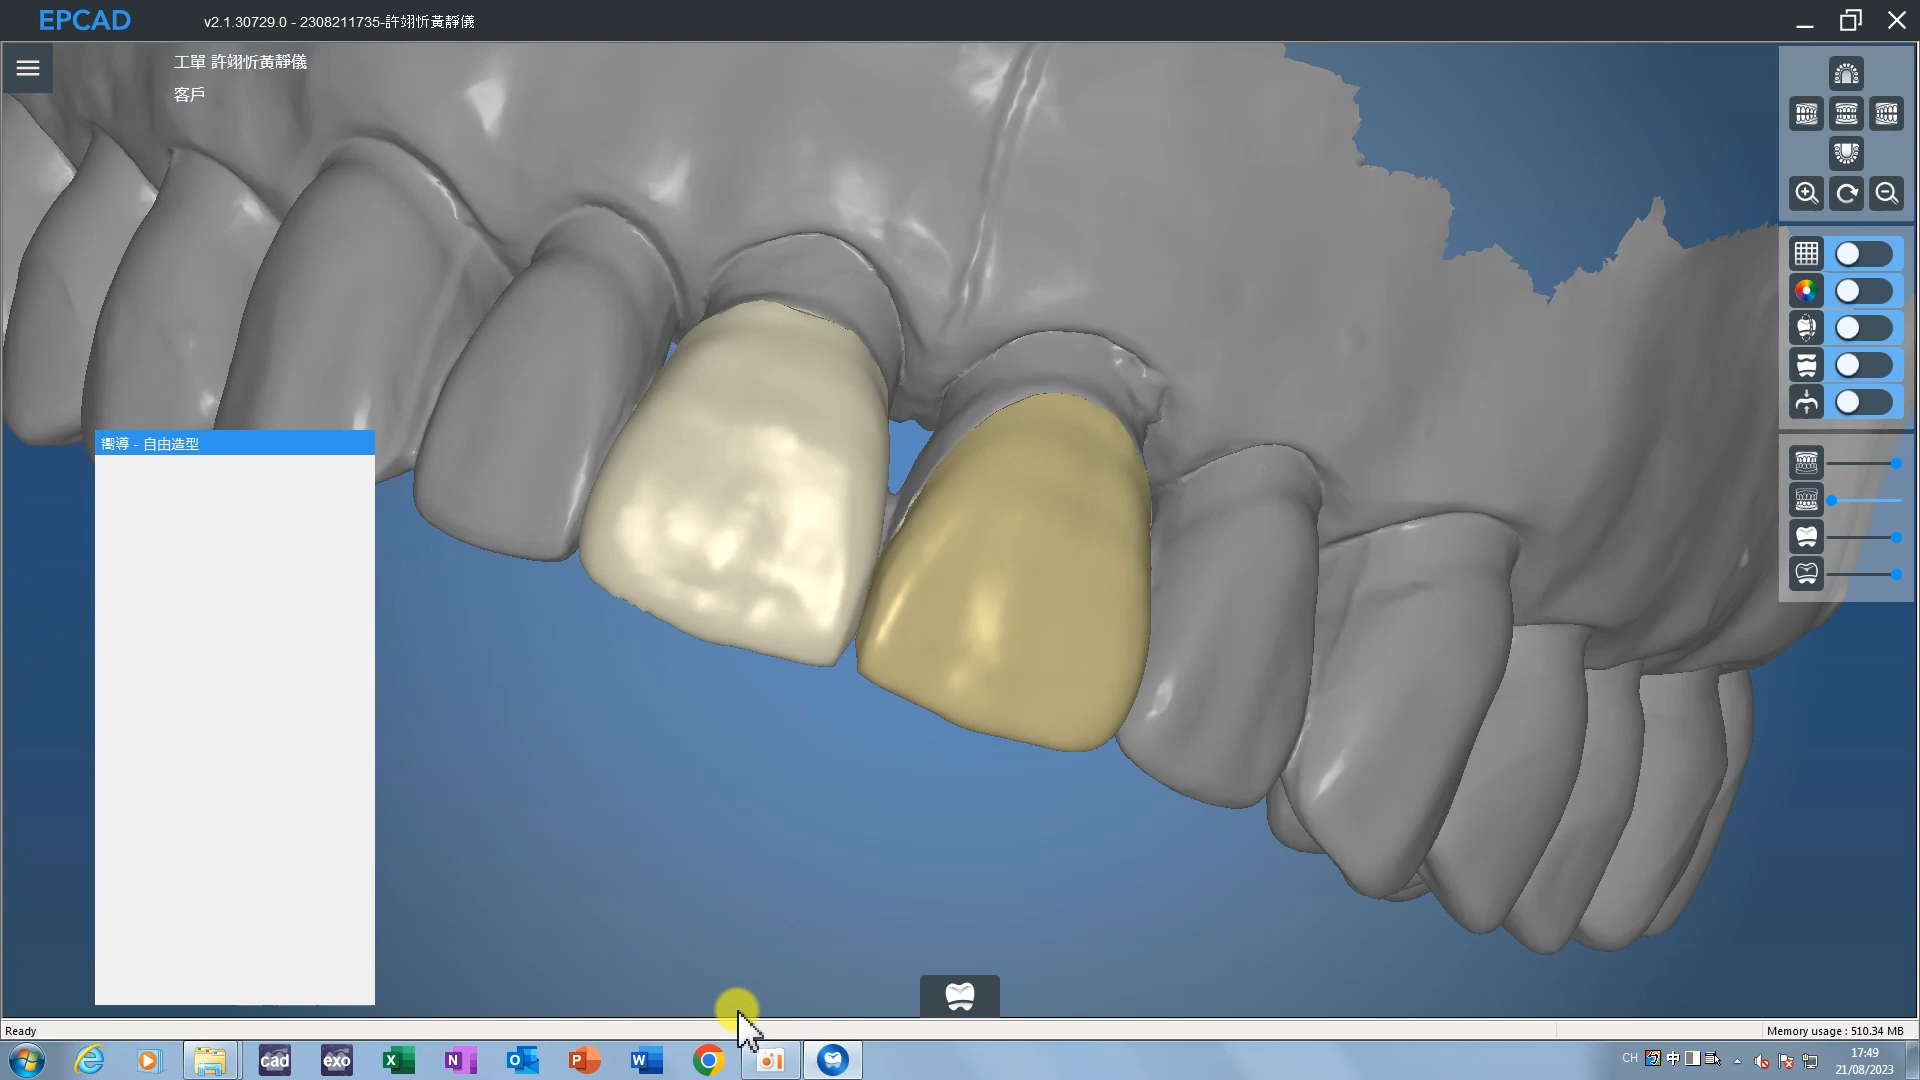 EPCAD
v2.1.30729.0 - 2308211735-許翊忻黃靜儀
工單 許翊忻黃靜儀
客戶
嚮導 - 自由造型
Ready
Memory usage : 510.34 MB
cad
exo
X
N
O
P
W
CH
中
17:49
21/08/2023